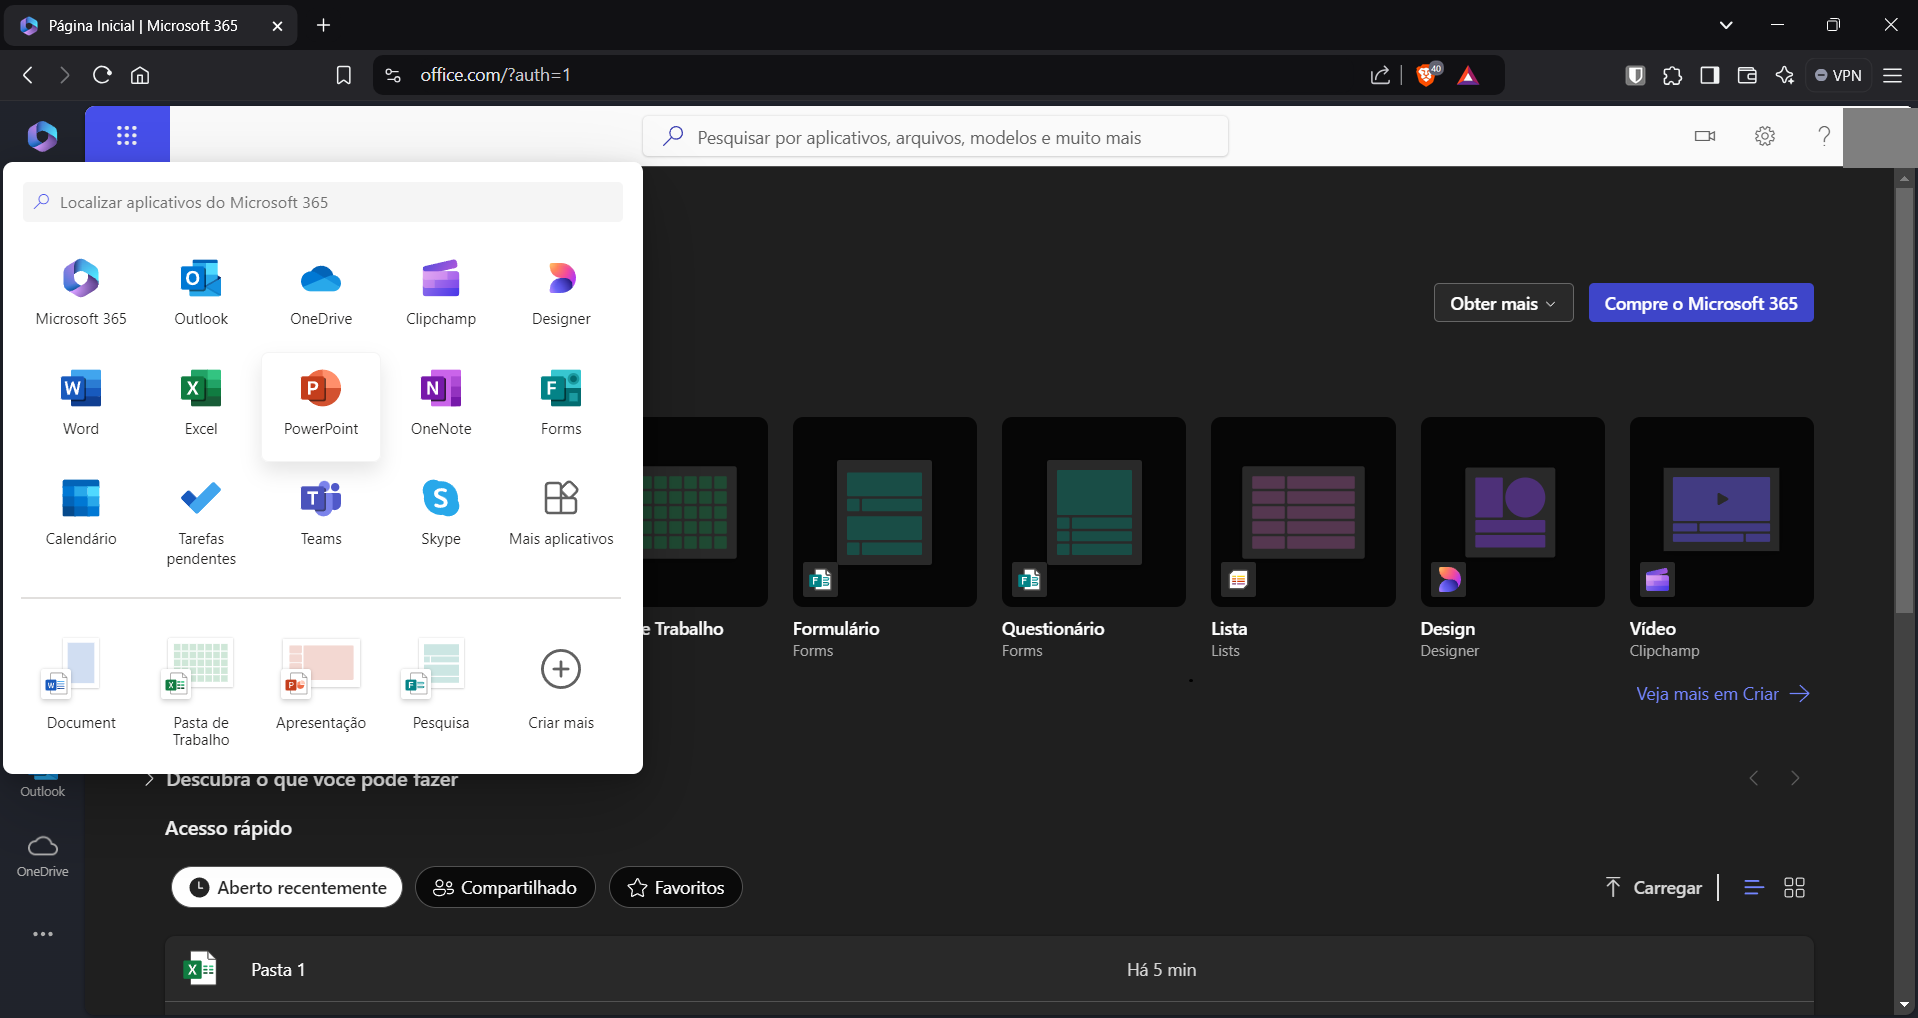 Página Inicial | Microsoft 365
office.com/?auth=1
40
VPN
Pesquisar por aplicativos, arquivos, modelos e muito mais
?
Localizar aplicativos do Microsoft 365
Microsoft 365
Outlook
OneDrive
Clipchamp
Designer
Word
Excel
PowerPoint
OneNote
Forms
Calendário
Tarefas
pendentes
Teams
Skype
Mais aplicativos
Document
Pasta de
Trabalho
Apresentação
Pesquisa
Criar mais
Obter mais
Compre o Microsoft 365
e Trabalho
Formulário
Forms
Questionário
Forms
Lista
Lists
Design
Designer
Vídeo
Clipchamp
Veja mais em Criar
Descubra o que você pode fazer
Outlook
OneDrive
Acesso rápido
Aberto recentemente
Compartilhado
Favoritos
Carregar
Pasta 1
Há 5 min